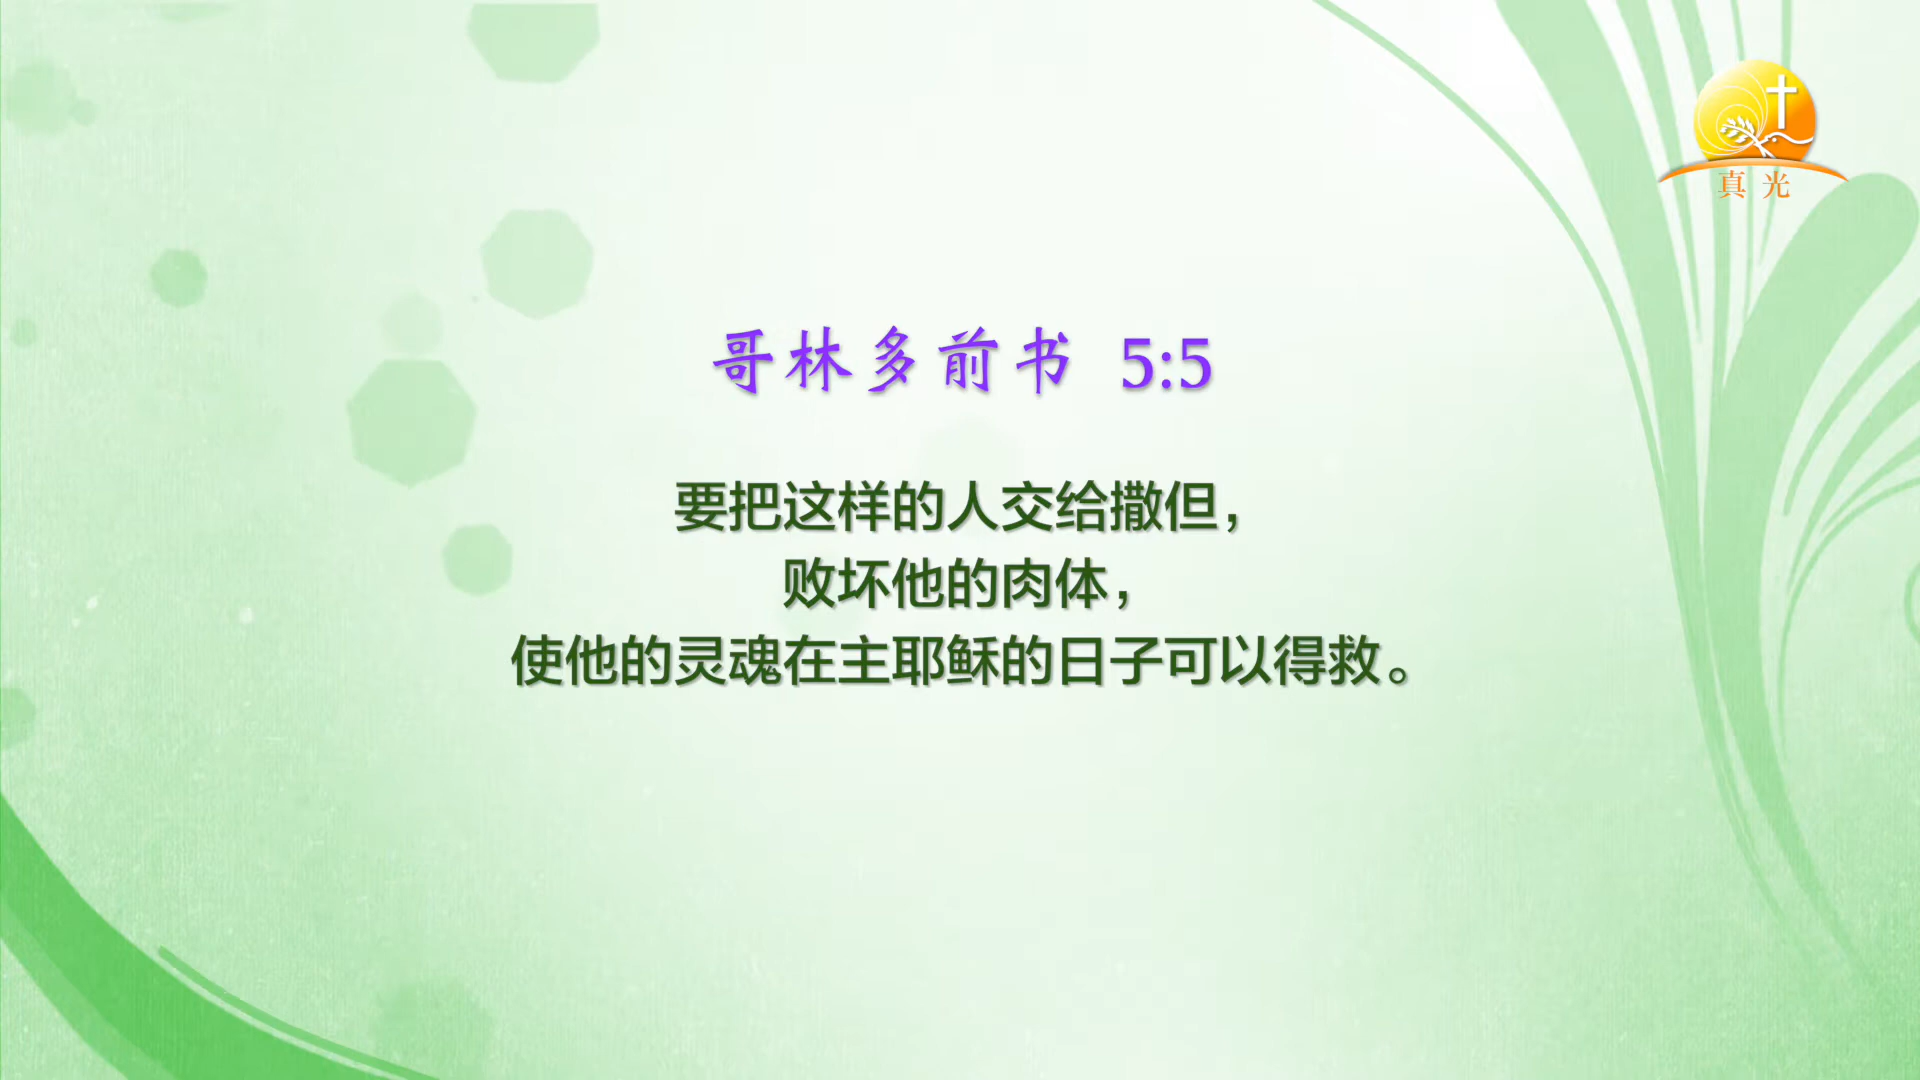 真光
哥林多前书 5:5
要把这样的人交给撒但，
败坏他的肉体，
使他的灵魂在主耶稣的日子可以得救。